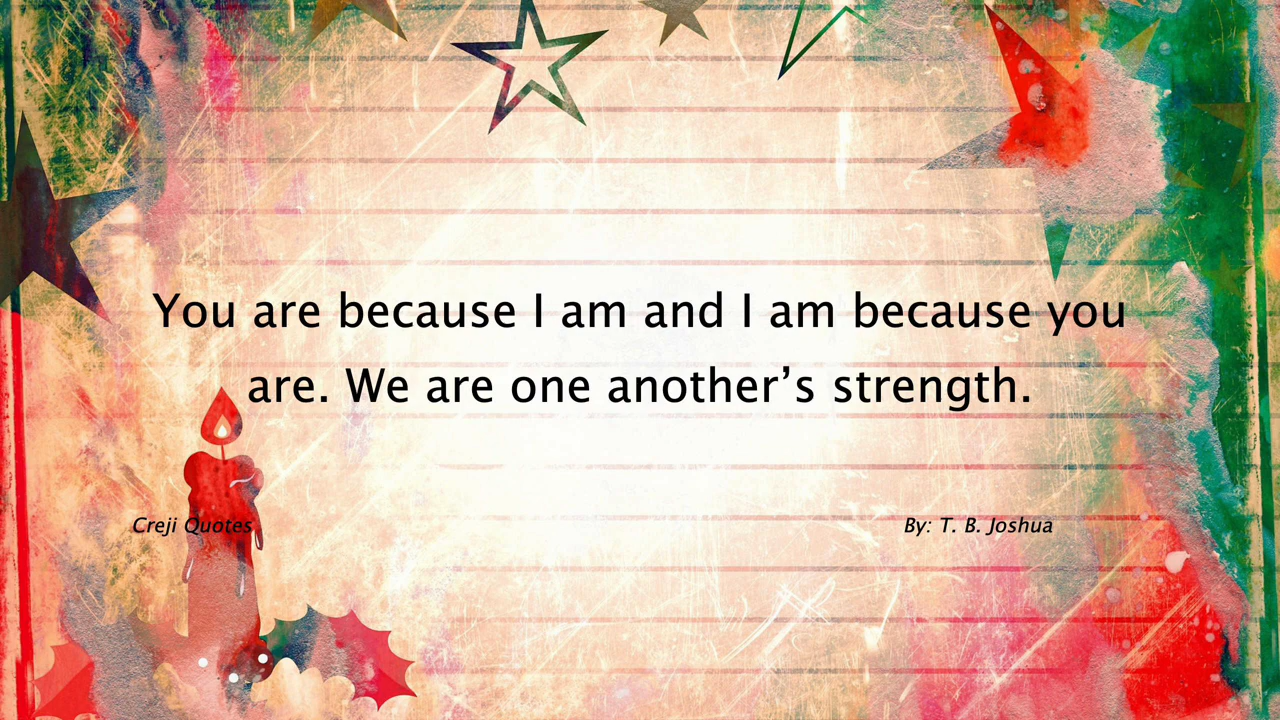 You are because I am and I am because you
are. We are one another’s strength.
Creji Quotes
By: T. B. Joshua